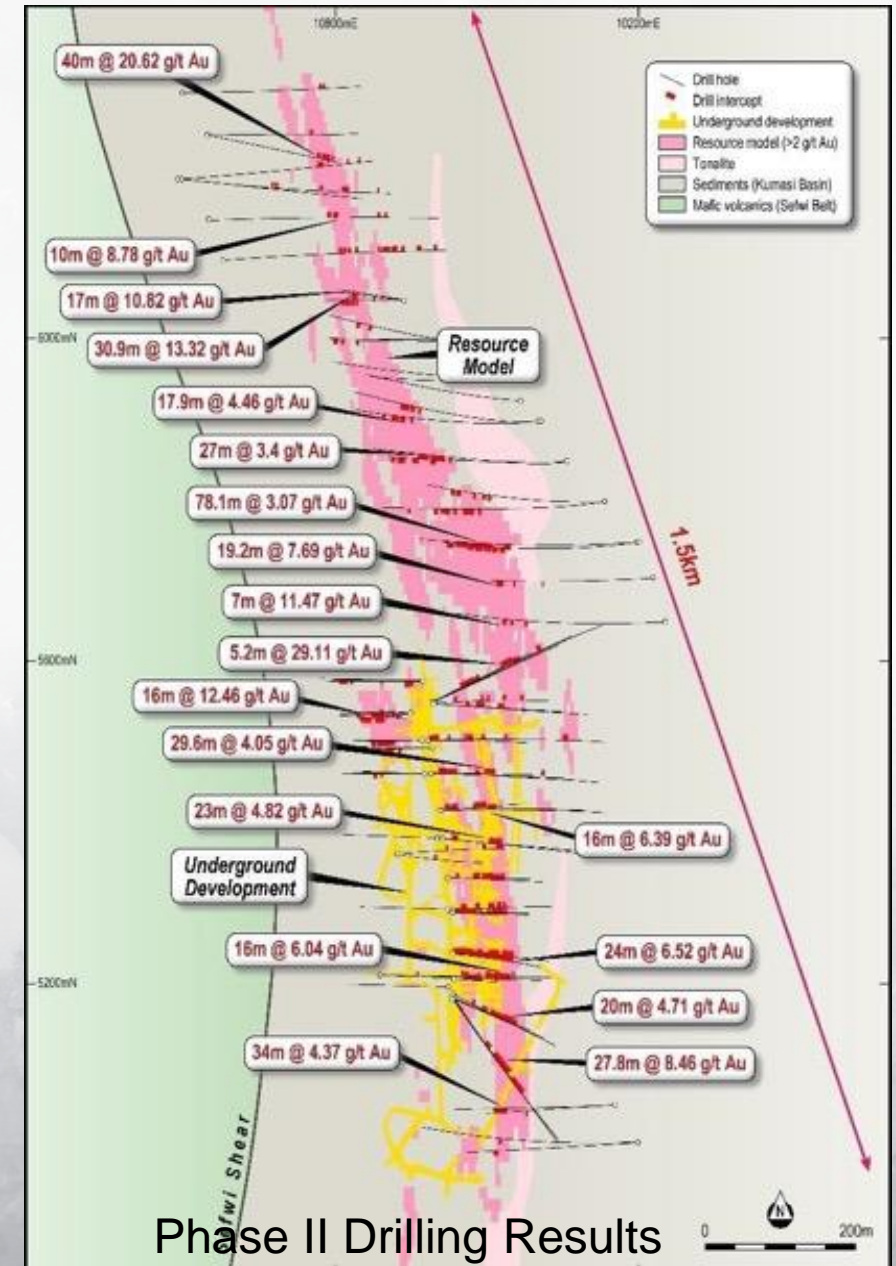 10800mE
10200mE
40m @ 20.62 g/t Au
Drill hole
Drill intercept
Underground development
Resource model (>2 g/t Au)
Tonalite
Sediments (Kumasi Basin)
Mafic volcanics (Sefwi Belt)
10m @ 8.78 g/t Au
17m @ 10.82 g/t Au
30.9m @ 13.32 g/t Au
6000mN
Resource
Model
17.9m @ 4.46 g/t Au
27m @ 3.4 g/t Au
78.1m @ 3.07 g/t Au
19.2m @ 7.69 g/t Au
1.5km
7m @ 11.47 g/t Au
5.2m @ 29.11 g/t Au
5600mN
16m @ 12.46 g/t Au
29.6m @ 4.05 g/t Au
23m @ 4.82 g/t Au
16m @ 6.39 g/t Au
Underground
Development
16m @ 6.04 g/t Au
24m @ 6.52 g/t Au
5200mN
20m @ 4.71 g/t Au
34m @ 4.37 g/t Au
27.8m @ 8.46 g/t Au
Sefwi Shear
N
Phase II Drilling Results
0 200m